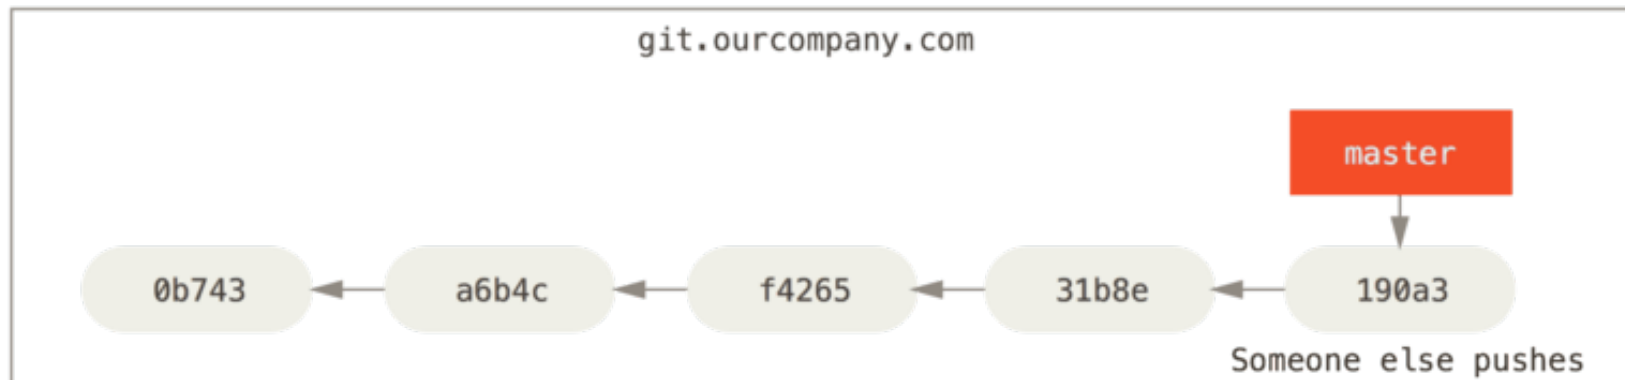 git.ourcompany.com
master
0b743 a6b4c f4265 31b8e 190a3
Someone else pushes